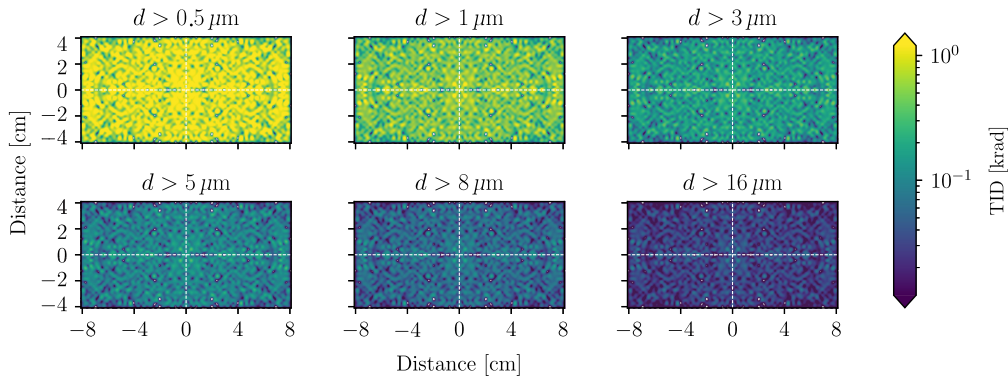 d > 0.5 μm
d > 1 μm
d > 3 μm
4
2
0
−2
−4
d > 5 μm
d > 8 μm
d > 16 μm
4
2
0
−2
−4
−8 −4 0 4 8
−8 −4 0 4 8
−8 −4 0 4 8
Distance [cm]
Distance [cm]
10⁰
10⁻¹
TID [krad]